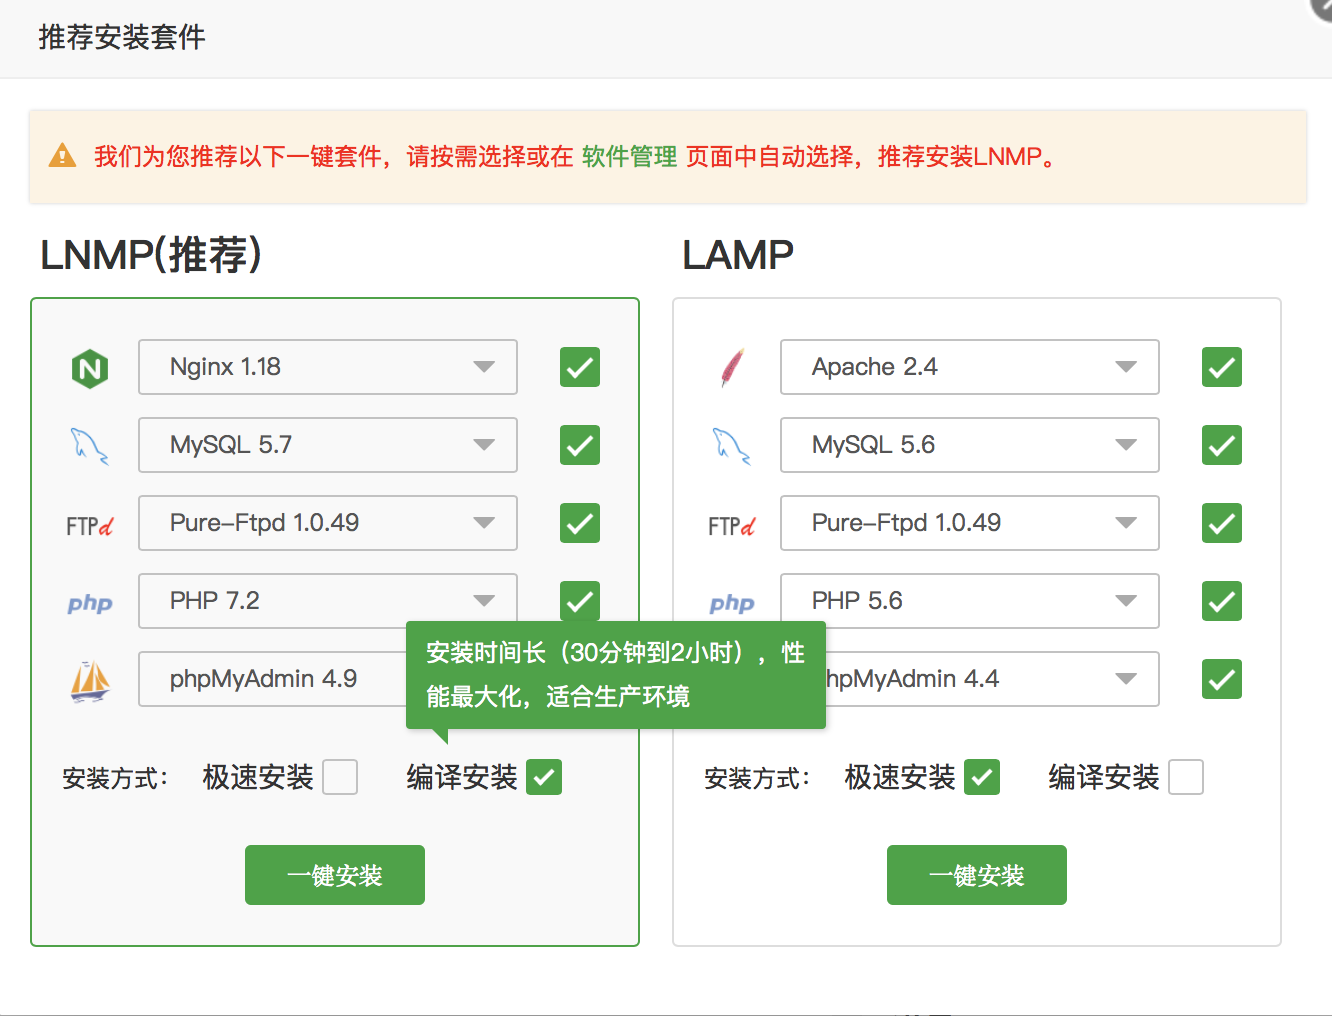 推荐安装套件
我们为您推荐以下一键套件，请按需选择或在 软件管理 页面中自动选择，推荐安装LNMP。
LNMP(推荐)
Nginx 1.18
MySQL 5.7
FTPd
Pure-Ftpd 1.0.49
php
PHP 7.2
phpMyAdmin 4.9
安装时间长（30分钟到2小时），性
能最大化，适合生产环境
安装方式：
极速安装
编译安装
一键安装
LAMP
Apache 2.4
MySQL 5.6
FTPd
Pure-Ftpd 1.0.49
php
PHP 5.6
hpMyAdmin 4.4
安装方式：
极速安装
编译安装
一键安装